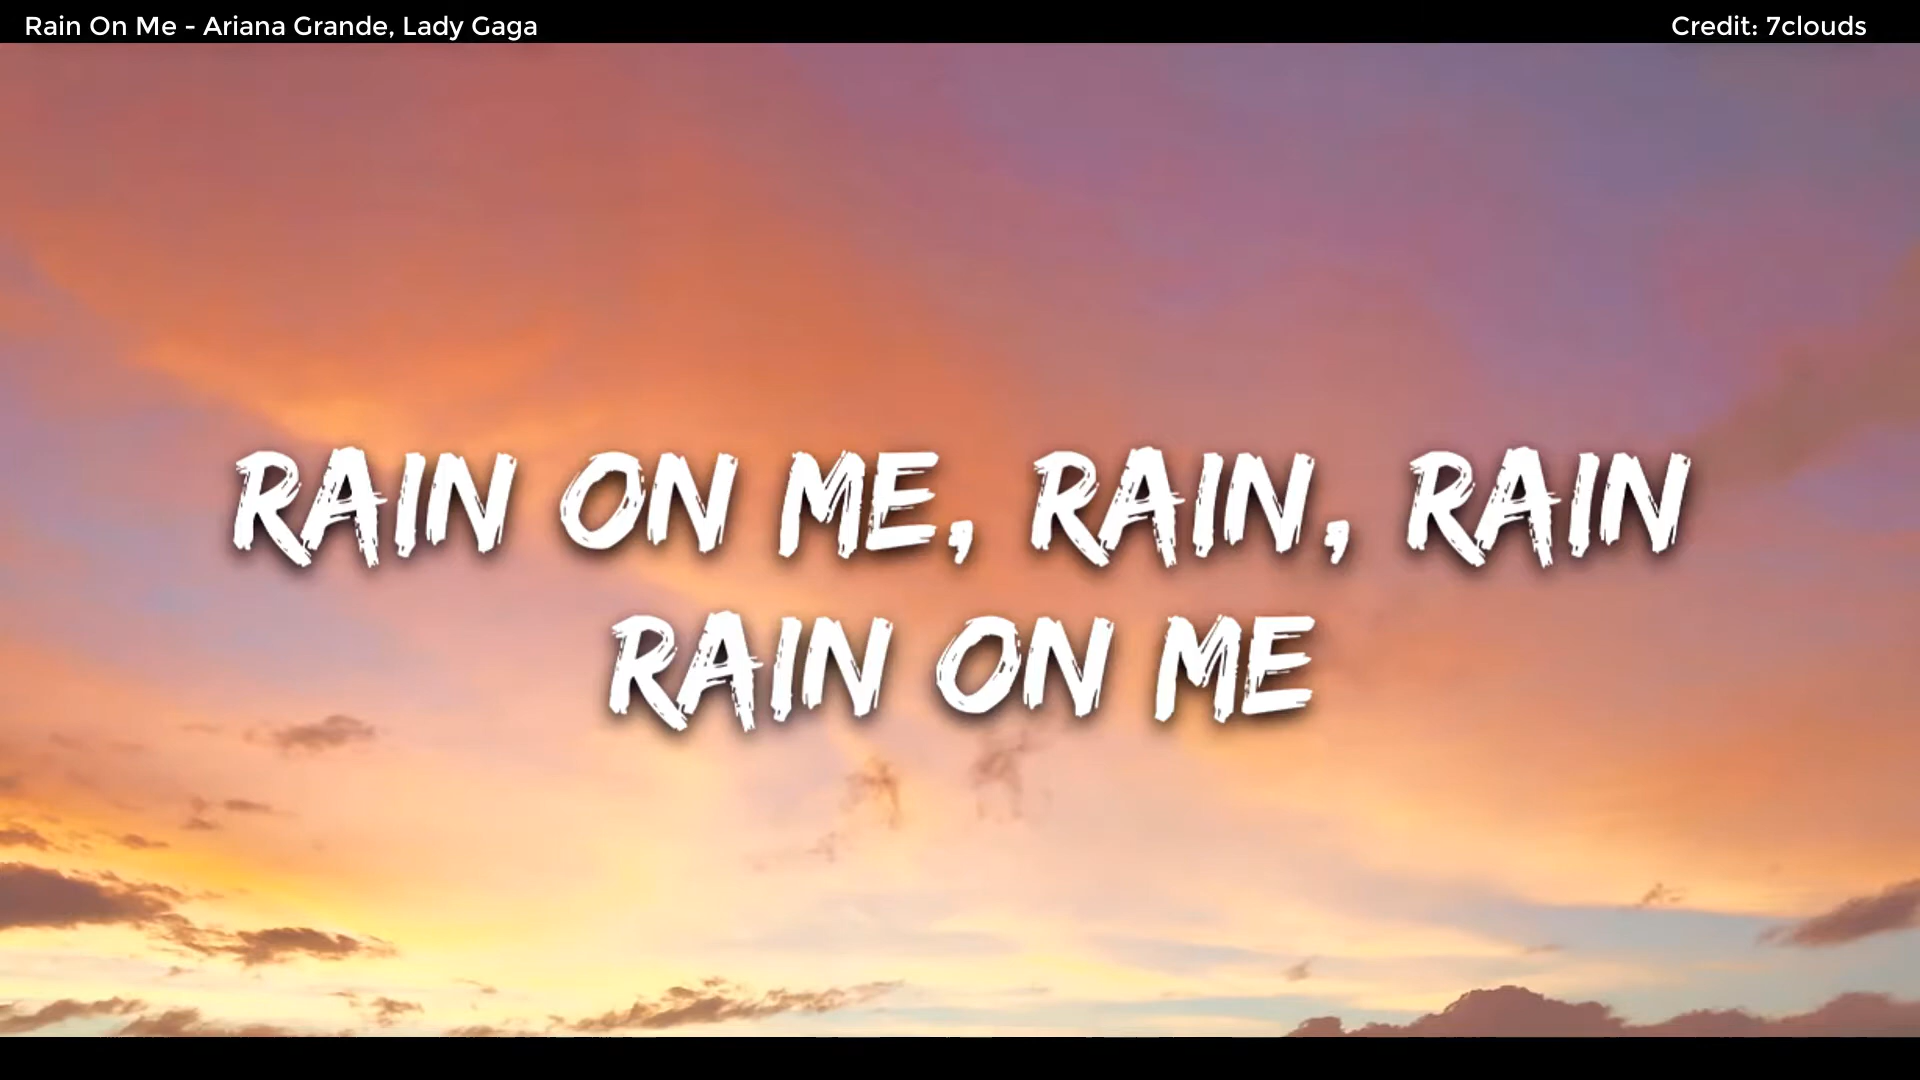 Rain On Me - Ariana Grande, Lady Gaga
Credit: 7clouds
RAIN ON ME, RAIN, RAIN
RAIN ON ME